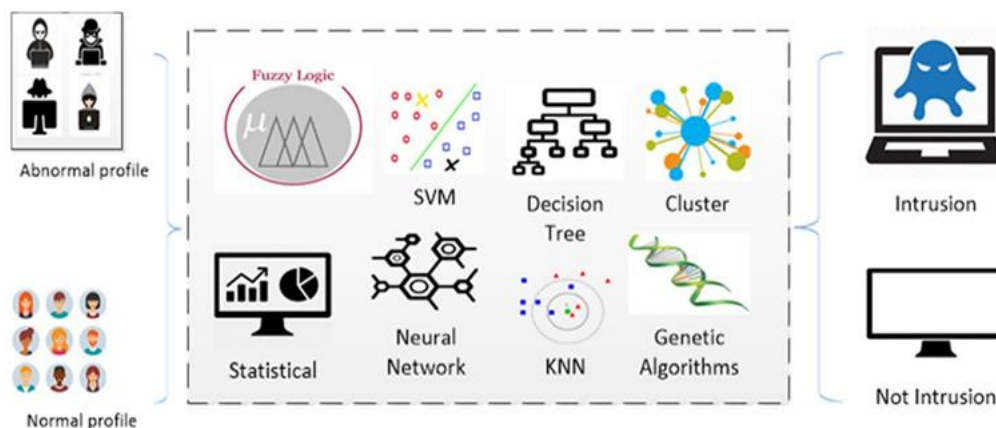 Abnormal profile
Normal profile
Fuzzy Logic
μ
SVM
Decision
Tree
Cluster
Statistical
Neural
Network
KNN
Genetic
Algorithms
Intrusion
Not Intrusion